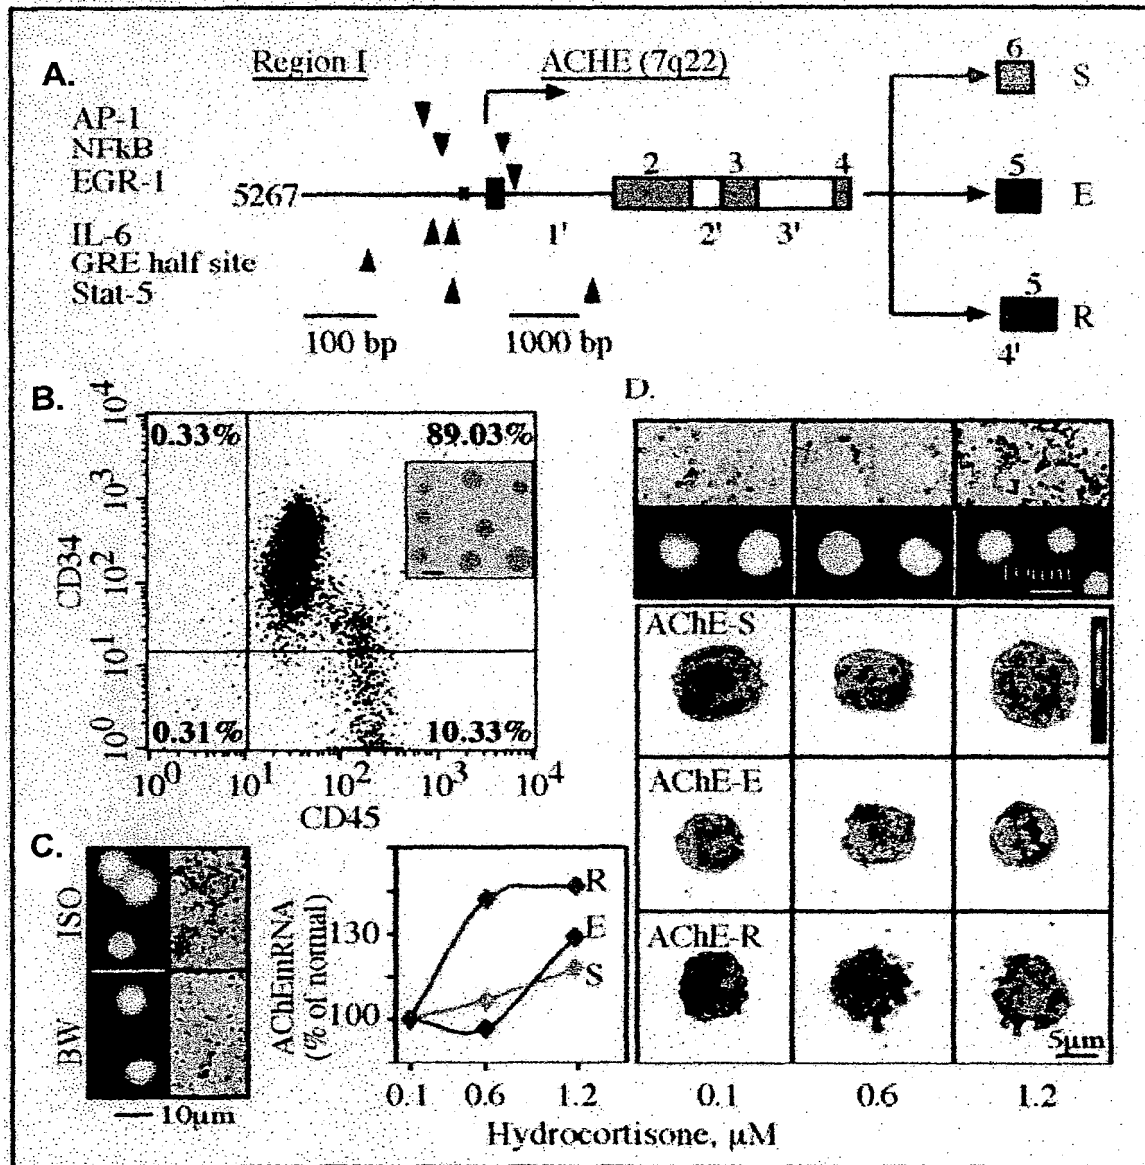 A.
Region I
ACHE (7q22)
AP-1
NFkB
EGR-1
5267
IL-6
GRE half site
Stat-5
2
3
4
1'
2'
3'
6
S
5
E
5
R
4'
100 bp
1000 bp
B.
0.33%
89.03%
0.31%
10.33%
CD34
10^4
10^3
10^2
10^1
10^0
10^0
10^1
10^2
10^3
10^4
CD45
C.
ISO
BW
10µm
AChEmRNA
(% of normal)
130
100
R
E
S
0.1
0.6
1.2
Hydrocortisone, µM
D.
10µm
AChE-S
AChE-E
AChE-R
5µm
0.1
0.6
1.2